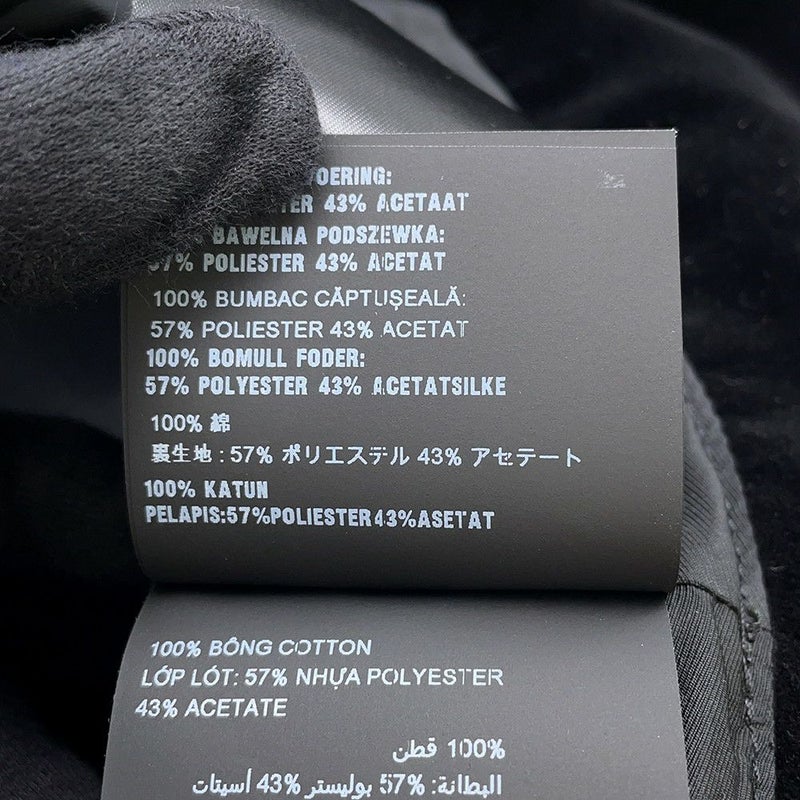 VOERING:
43% ACETAAT
BAWELNA PODSZEWKA:
57% POLIESTER 43% ACETAT
100% BUMBAC CĂPTUȘEALĂ:
57% POLIESTER 43% ACETAT
100% BOMULL FODER:
57% POLYESTER 43% ACETATSILKE
100% 綿
裏生地 : 57% ポリエステル 43% アセテート
100% KATUN
PELAPIS:57%POLIESTER43%ASETAT
100% BÔNG COTTON
LỚP LÓT: 57% NHỰA POLYESTER
43% ACETATE
100% قطن
البطانة: 57% بوليستر 43% أسيتات